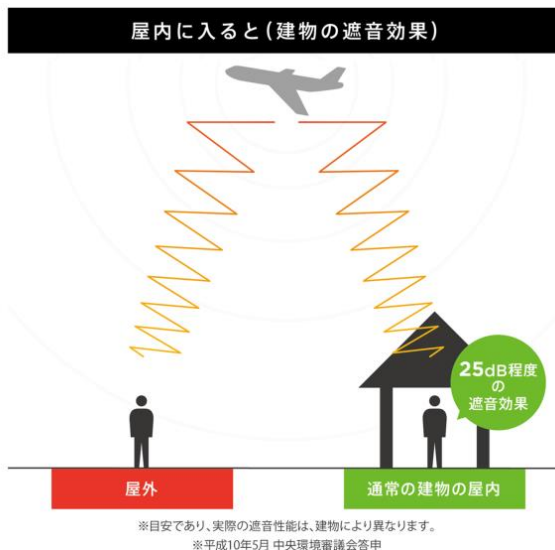 屋内に入ると(建物の遮音効果)
25dB程度
の
遮音効果
屋外
通常の建物の屋内
※目安であり、実際の遮音性能は、建物により異なります。
※平成10年5月 中央環境審議会答申